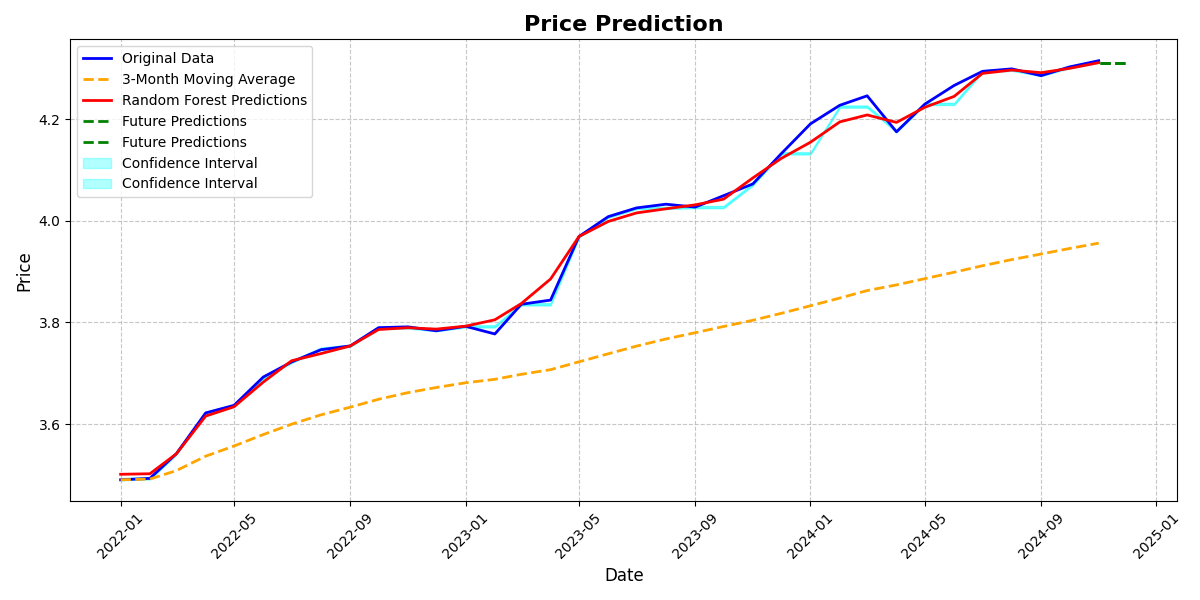 Price Prediction
Original Data
3-Month Moving Average
Random Forest Predictions
Future Predictions
Future Predictions
Confidence Interval
Confidence Interval
Price
4.2
4.0
3.8
3.6
2022-01
2022-05
2022-09
2023-01
2023-05
2023-09
2024-01
2024-05
2024-09
2025-01
Date